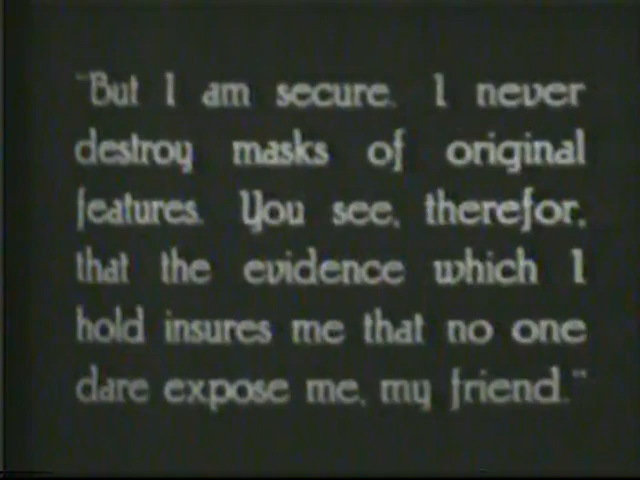 "But I am secure. I never
destroy masks of original
features. You see, therefor,
that the evidence which I
hold insures me that no one
dare expose me, my friend."